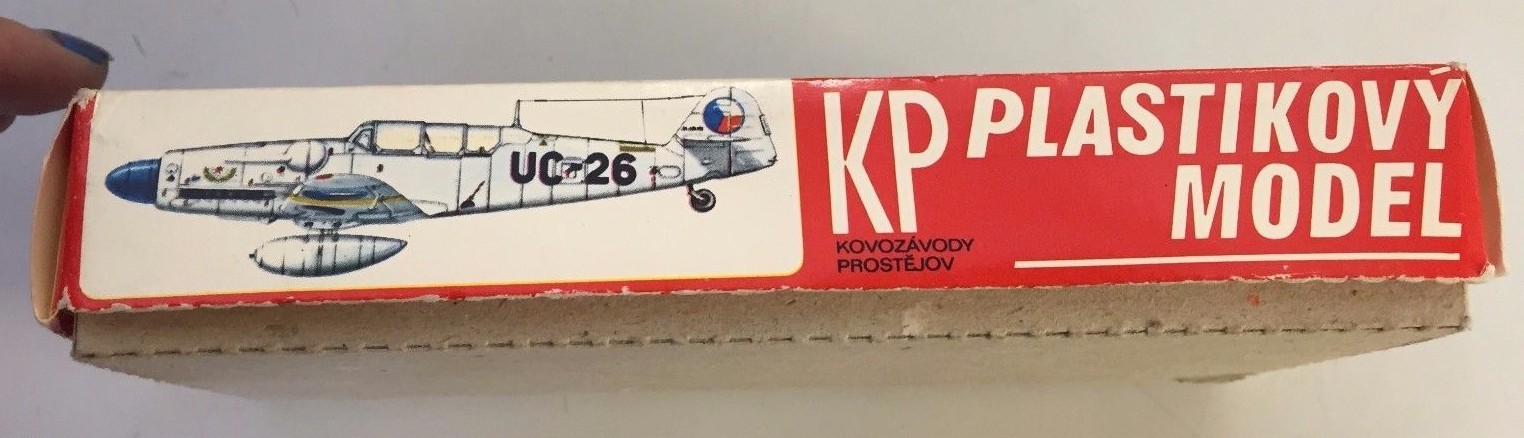 UC-26
KP
PLASTIKOVÝ
MODEL
KOVOZÁVODY
PROSTĚJOV